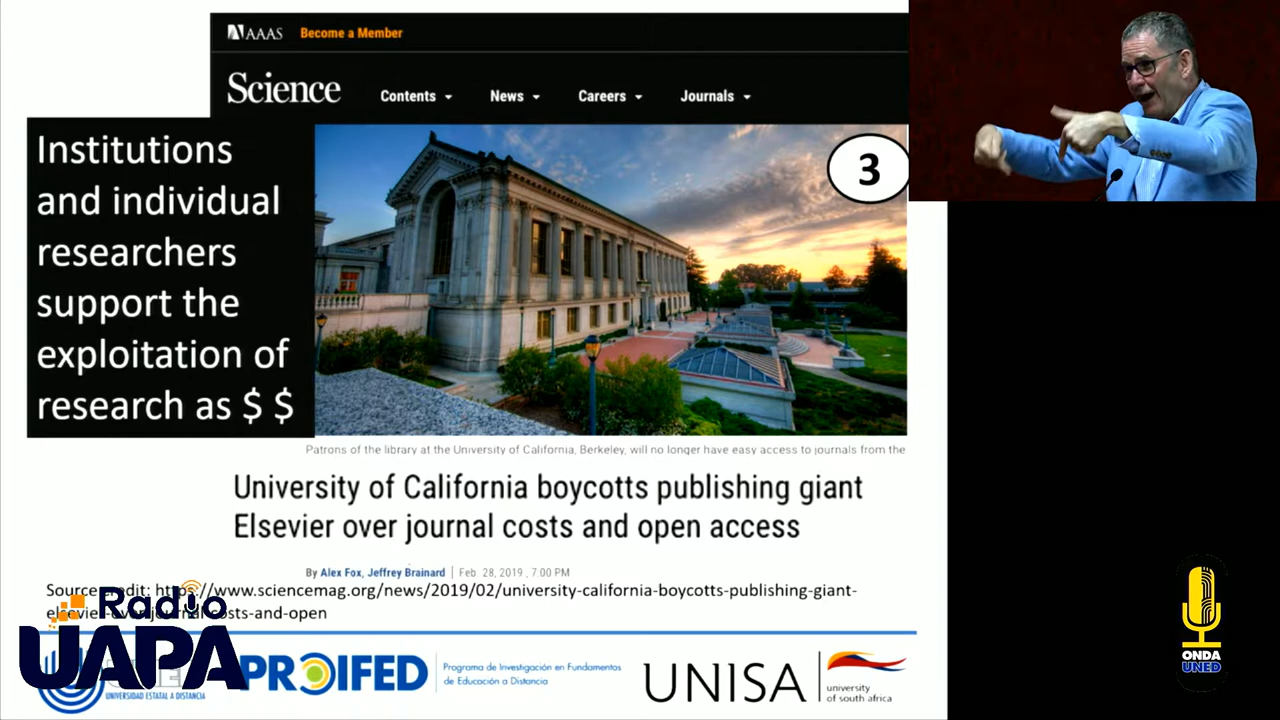 AAAS Become a Member
Science Contents News Careers Journals
Institutions
and individual
researchers
support the
exploitation of
research as $ $
3
Patrons of the library at the University of California, Berkeley, will no longer have easy access to journals from the
University of California boycotts publishing giant
Elsevier over journal costs and open access
By Alex Fox, Jeffrey Brainard | Feb. 28, 2019 , 7:00 PM
https://www.sciencemag.org/news/2019/02/university-california-boycotts-publishing-giant-
costs-and-open
Radio
UAPA
UNIVERSIDAD ESTATAL A DISTANCIA
PROIFED
Programa de Investigación en Fundamentos
de Educación a Distancia
UNISA
university
of south africa
ONDA
UNED